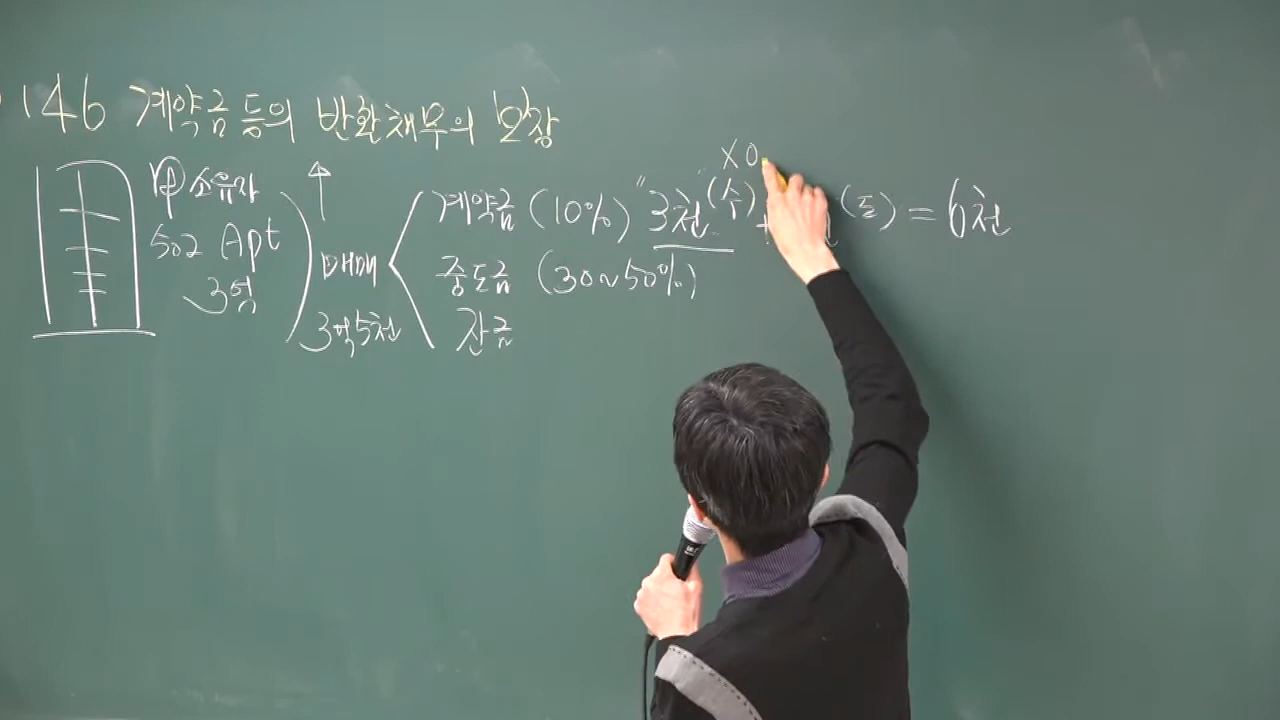 146 계약금등의 반환채무의 보장
甲 소유자
502 Apt
3억
매매
3억5천
계약금 (10%) "3천" (수) + (토) = 6천
XO
중도금 (30~50%)
잔금